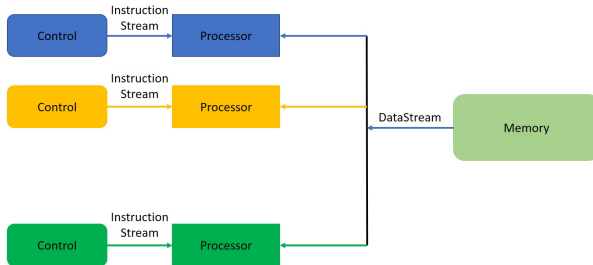 Instruction
Stream
Control
Processor
Instruction
Stream
Control
Processor
DataStream
Memory
Instruction
Stream
Control
Processor